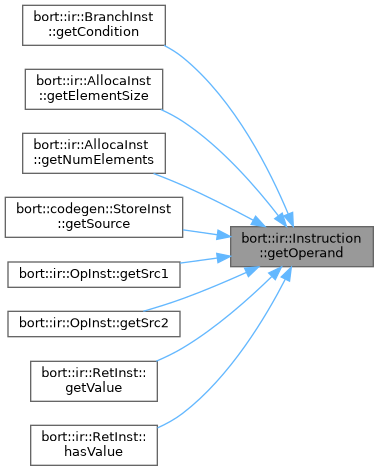 bort::ir::BranchInst
::getCondition
bort::ir::AllocaInst
::getElementSize
bort::ir::AllocaInst
::getNumElements
bort::codegen::StoreInst
::getSource
bort::ir::OpInst::getSrc1
bort::ir::OpInst::getSrc2
bort::ir::RetInst::
getValue
bort::ir::RetInst::
hasValue
bort::ir::Instruction
::getOperand